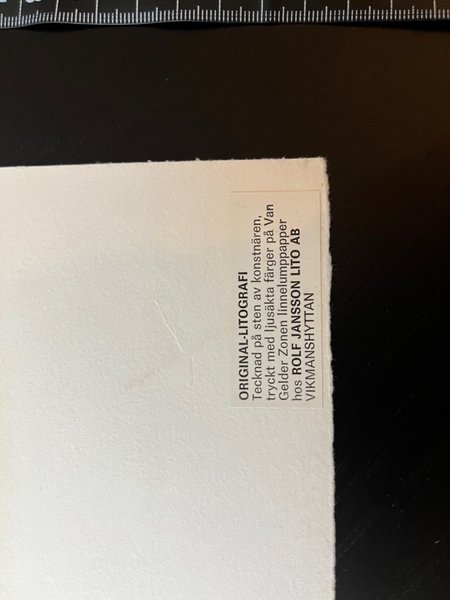 ORIGINAL-LITOGRAFI
Tecknad på sten av konstnären,
tryckt med ljusäkta färger på Van
Gelder Zonen linnelumppapper
hos ROLF JANSSON LITO AB
VIKMANSHYTTAN